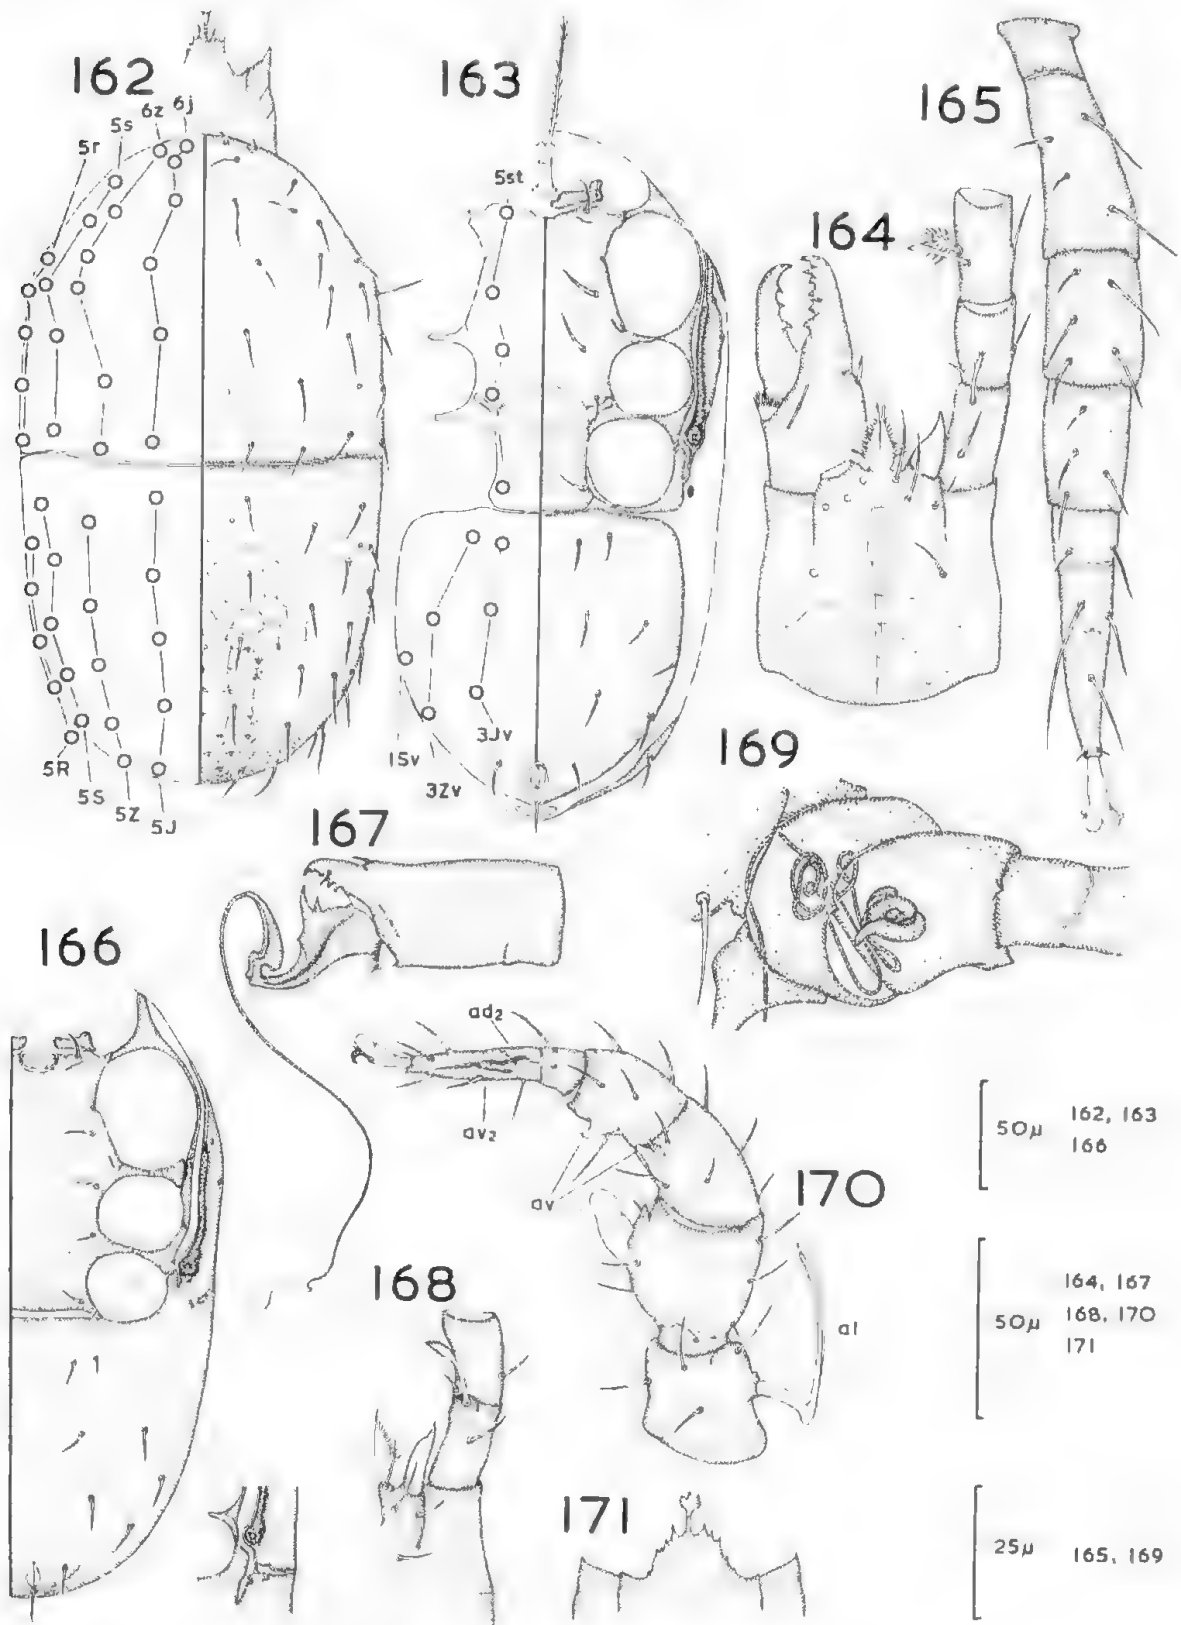 162
163
165
6z 6j
5s
5r
5st
164
5R
5S
5Z
5J
1Sv
3Zv
3Jv
169
167
166
ad2
av2
av
170
al
168
171
50μ 162, 163
166
50μ 164, 167
168, 170
171
25μ 165, 169
1